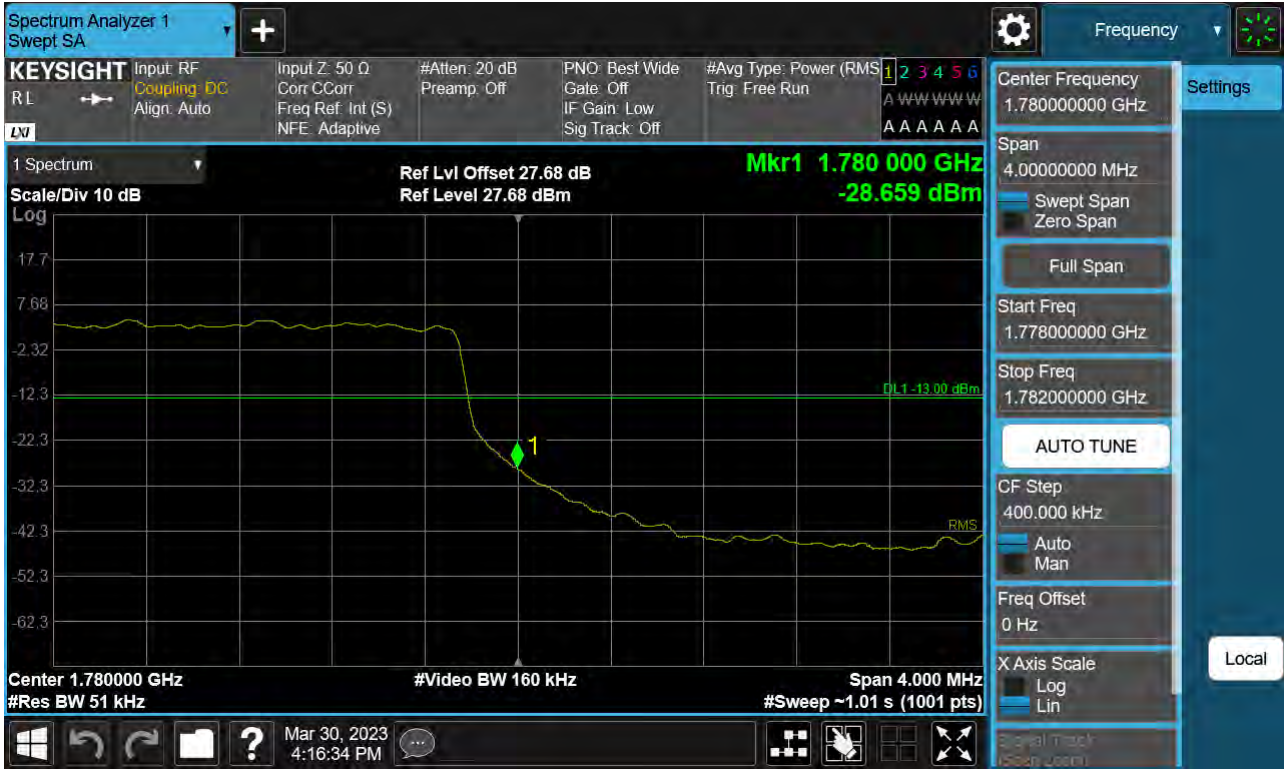 Spectrum Analyzer 1
Swept SA
Frequency
KEYSIGHT
R L
LXI
Input: RF
Coupling: DC
Align: Auto
Input Z: 50 Ω
Corr CCorr
Freq Ref: Int (S)
NFE: Adaptive
#Atten: 20 dB
Preamp: Off
PNO: Best Wide
Gate: Off
IF Gain: Low
Sig Track: Off
#Avg Type: Power (RMS
Trig: Free Run
1 2 3 4 5 6
A W W W W W
A A A A A A
Center Frequency
1.780000000 GHz
Settings
Span
4.00000000 MHz
Swept Span
Zero Span
Full Span
Start Freq
1.778000000 GHz
Stop Freq
1.782000000 GHz
AUTO TUNE
CF Step
400.000 kHz
Auto
Man
Freq Offset
0 Hz
X Axis Scale
Log
Lin
Local
1 Spectrum
Scale/Div 10 dB
Log
Ref Lvl Offset 27.68 dB
Ref Level 27.68 dBm
Mkr1 1.780 000 GHz
-28.659 dBm
17.7
7.68
-2.32
-12.3
DL1 -13.00 dBm
-22.3
1
-32.3
-42.3
RMS
-52.3
-62.3
Center 1.780000 GHz
#Video BW 160 kHz
Span 4.000 MHz
#Res BW 51 kHz
#Sweep ~1.01 s (1001 pts)
?
Mar 30, 2023
4:16:34 PM